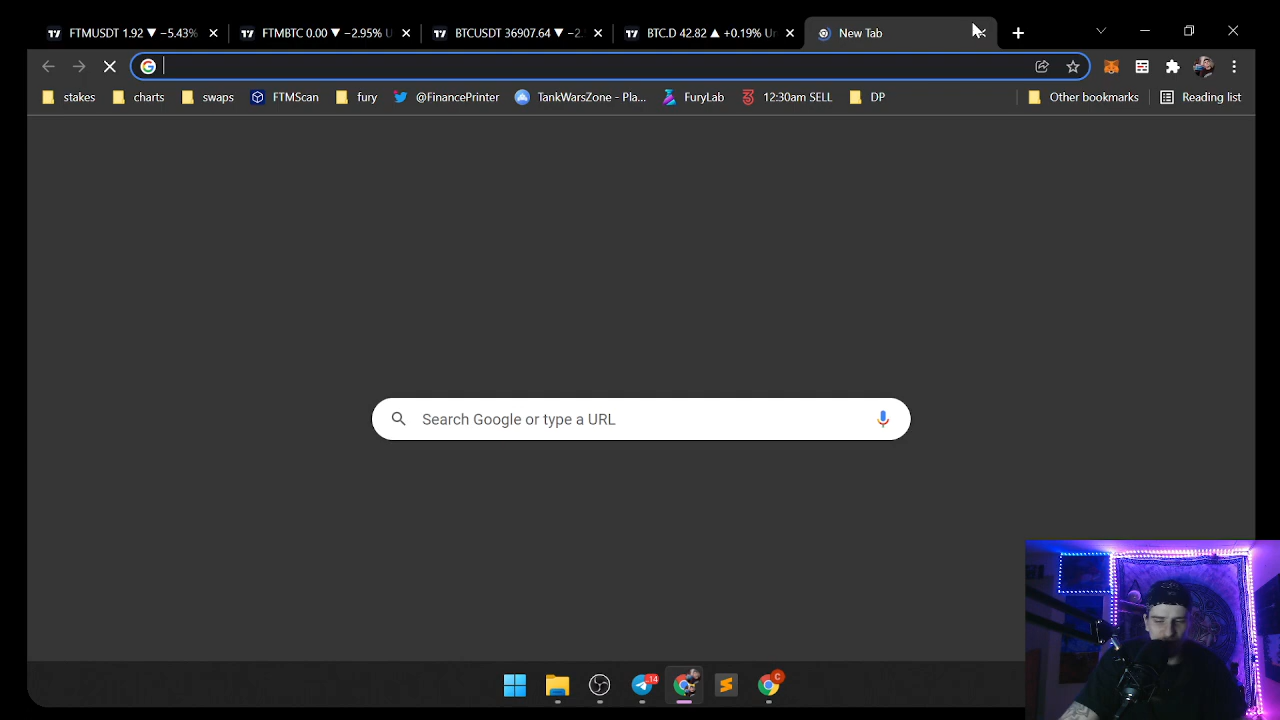 FTMUSDT 1.92 ▼ −5.43%
FTMBTC 0.00 ▼ −2.95% U
BTCUSDT 36907.64 ▼ −2
BTC.D 42.82 ▲ +0.19% Un
New Tab
stakes
charts
swaps
FTMScan
fury
@FinancePrinter
TankWarsZone - Pla...
FuryLab
12:30am SELL
DP
Other bookmarks
Reading list
Search Google or type a URL
14
C